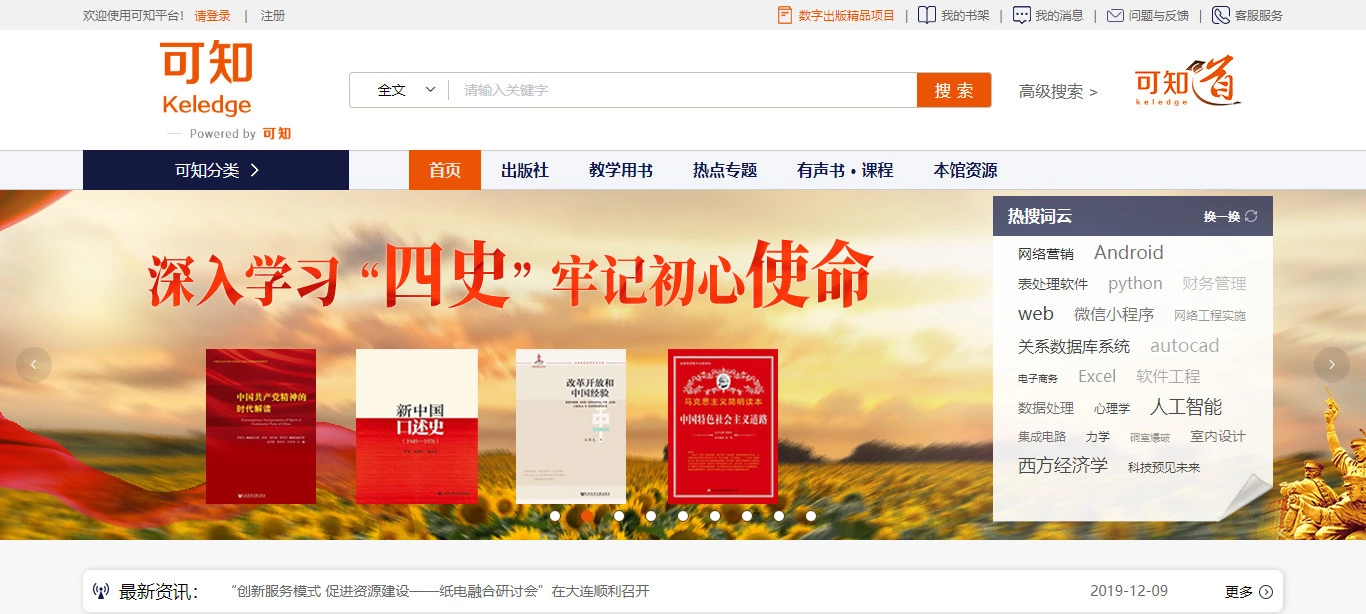 欢迎使用可知平台! 请登录 | 注册
数字出版精品项目 | 我的书架 | 我的消息 | 问题与反馈 | 客服服务
可知
Keledge
Powered by 可知
全文 请输入关键字 搜索 高级搜索 >
可知道
keledge
可知分类 首页 出版社 教学用书 热点专题 有声书·课程 本馆资源
深入学习“四史”牢记初心使命
中国共产党精神的
时代解读
新中国
口述史
(1949-1978)
改革开放和
中国经验
马克思主义简明读本
中国特色社会主义道路
热搜词云 换一换
网络营销 Android
表处理软件 python 财务管理
web 微信小程序 网络工程实施
关系数据库系统 autocad
电子商务 Excel 软件工程
数据处理 心理学 人工智能
集成电路 力学 硐室爆破 室内设计
西方经济学 科技预见未来
最新资讯: “创新服务模式 促进资源建设——纸电融合研讨会”在大连顺利召开 2019-12-09 更多